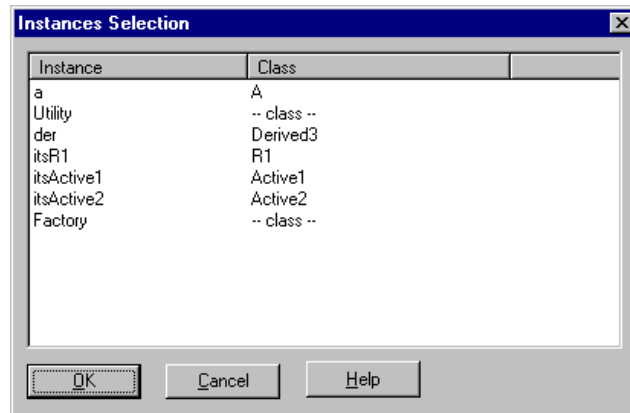 Instances Selection
Instance Class
a A
Utility -- class --
der Derived3
itsR1 R1
itsActive1 Active1
itsActive2 Active2
Factory -- class --
OK Cancel Help